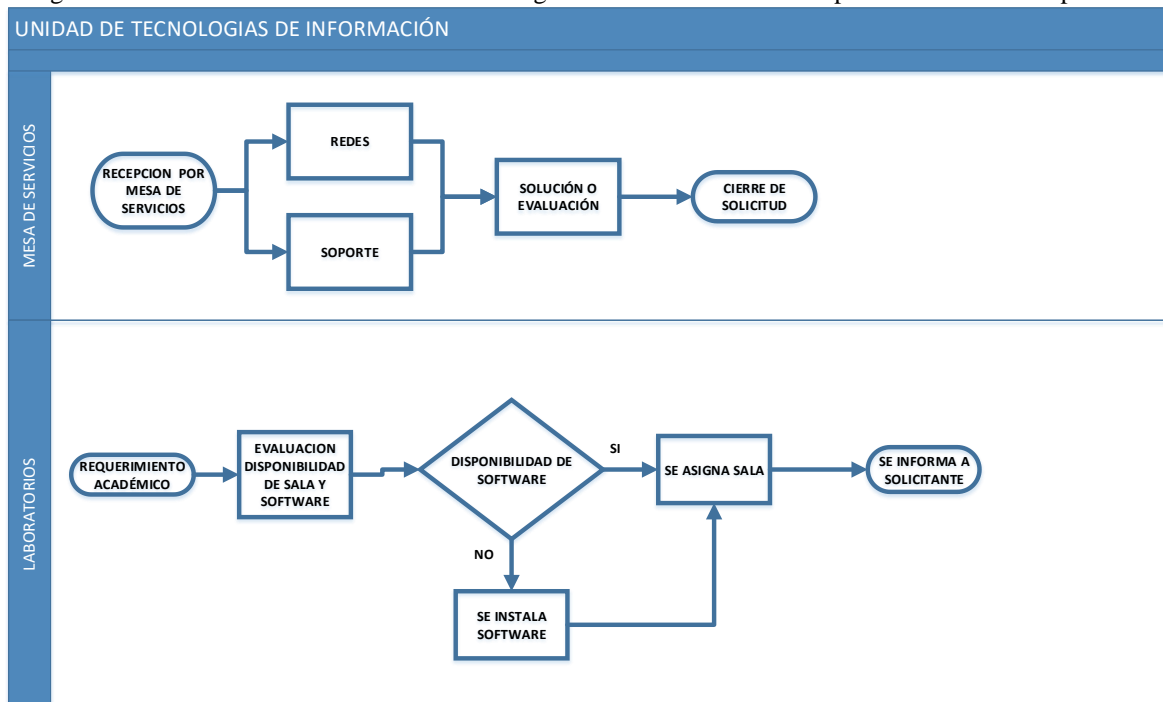 UNIDAD DE TECNOLOGIAS DE INFORMACIÓN
MESA DE SERVICIOS
RECEPCION POR
MESA DE
SERVICIOS
REDES
SOPORTE
SOLUCIÓN O
EVALUACIÓN
CIERRE DE
SOLICITUD
LABORATORIOS
REQUERIMIENTO
ACADÉMICO
EVALUACION
DISPONIBILIDAD
DE SALA Y
SOFTWARE
DISPONIBILIDAD DE
SOFTWARE
SI
NO
SE INSTALA
SOFTWARE
SE ASIGNA SALA
SE INFORMA A
SOLICITANTE